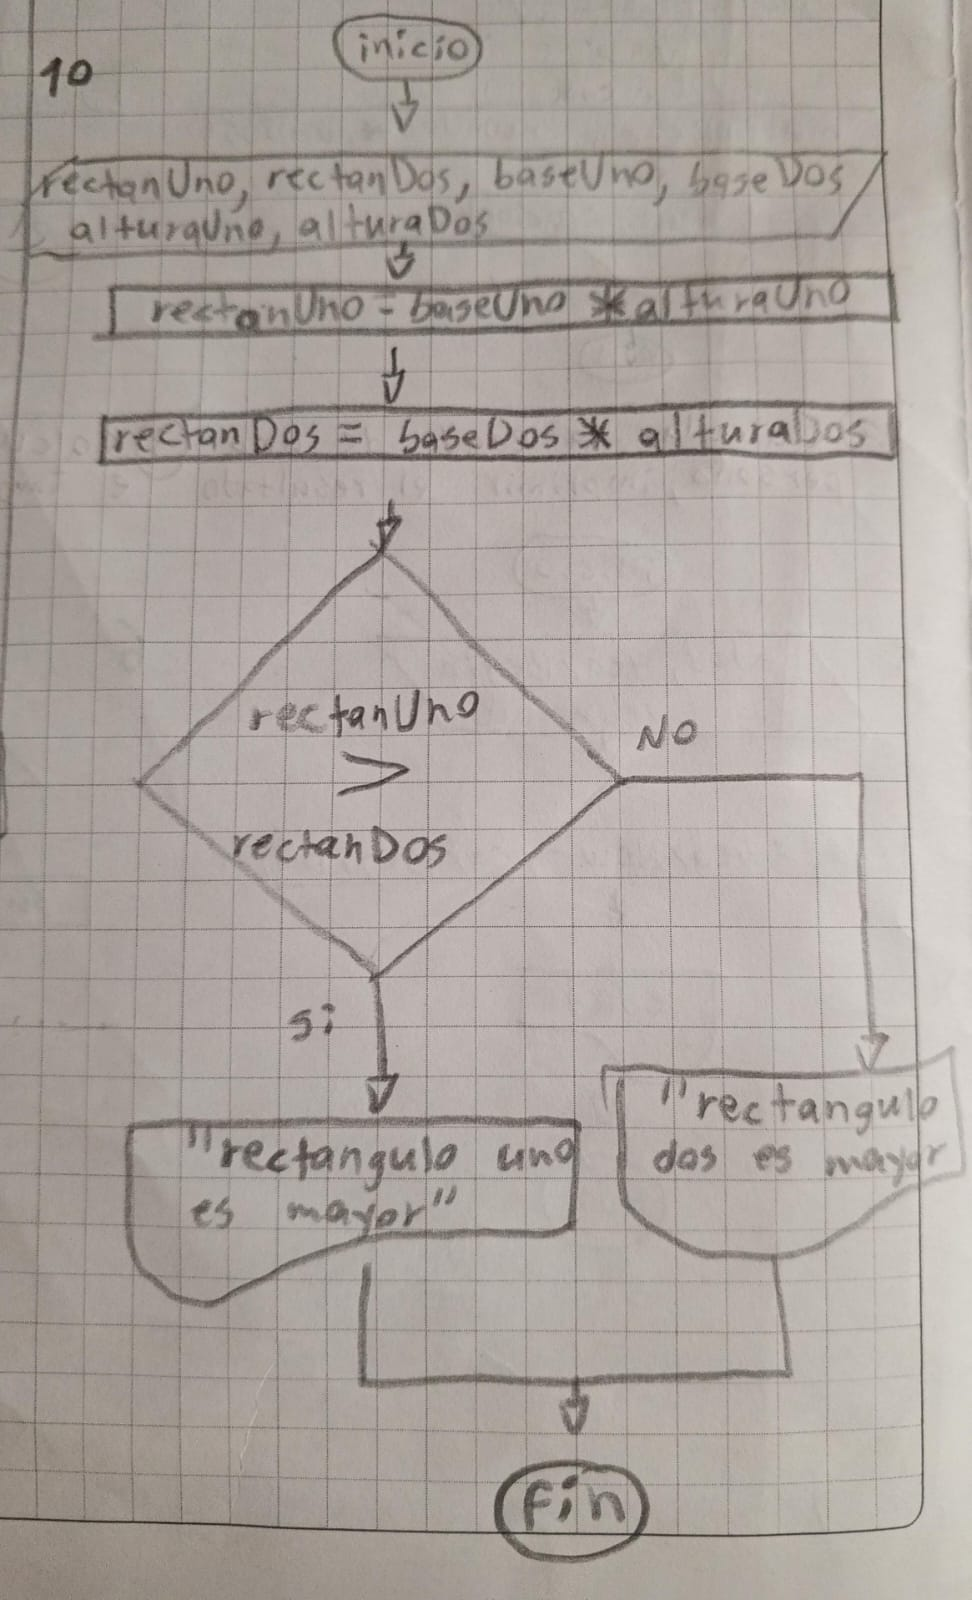 10
inicio
rectanUno, rectanDos, baseUno, baseDos
alturaUno, alturaDos
rectanUno = baseUno * alturaUno
rectanDos = baseDos * alturaDos
rectanUno
>
rectanDos
NO
si
"rectangulo uno
es mayor"
"rectangulo
dos es mayor
Fin